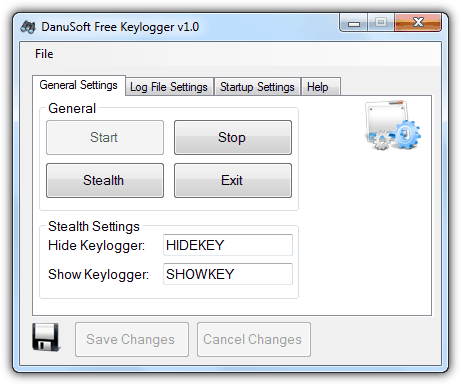 DanuSoft Free Keylogger v1.0
File
General Settings Log File Settings Startup Settings Help
General
Start Stop
Stealth Exit
Stealth Settings
Hide Keylogger: HIDEKEY
Show Keylogger: SHOWKEY
Save Changes Cancel Changes